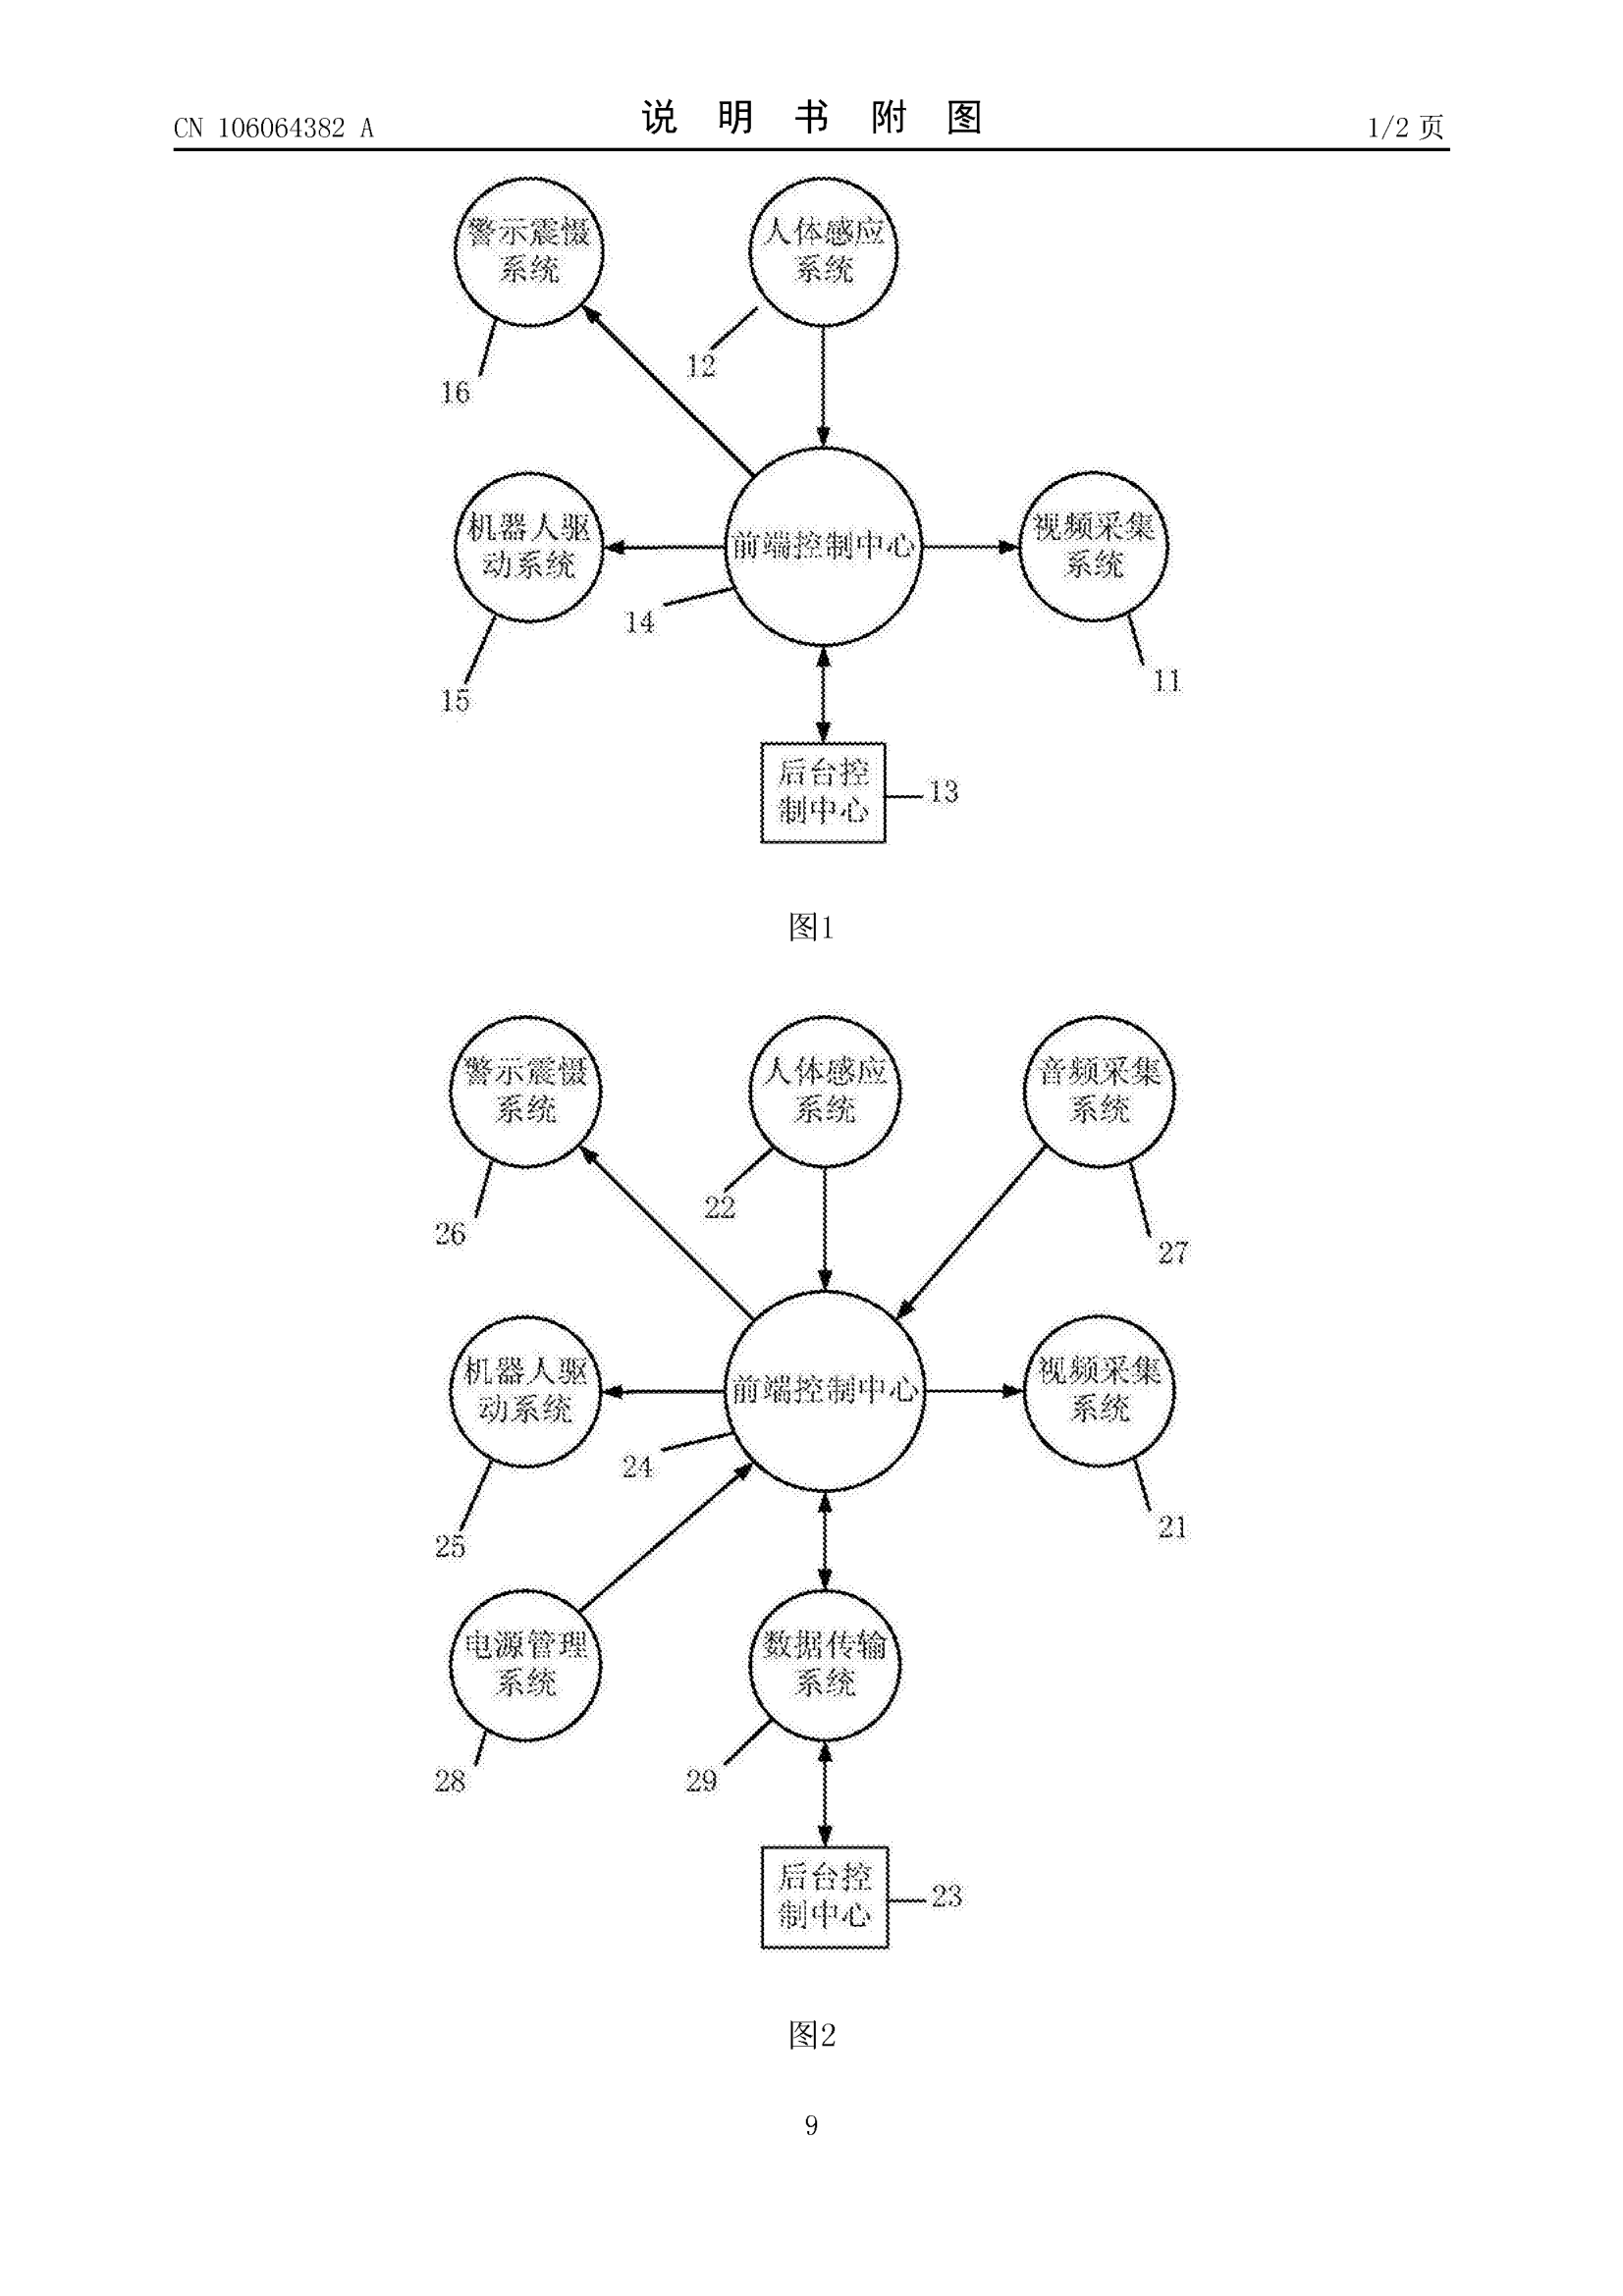 CN 106064382 A
说 明 书 附 图
1/2 页
警示震慑
系统
人体感应
系统
16
12
机器人驱
动系统
前端控制中心
视频采集
系统
14
15
11
后台控
制中心
13
图1
警示震慑
系统
人体感应
系统
音频采集
系统
26
22
27
机器人驱
动系统
前端控制中心
视频采集
系统
24
25
21
电源管理
系统
数据传输
系统
28
29
后台控
制中心
23
图2
9